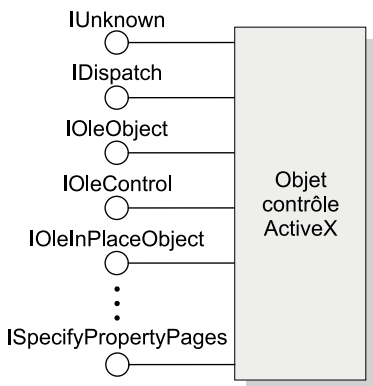 IUnknown
IDispatch
IOleObject
IOleControl
IOleInPlaceObject
ISpecifyPropertyPages
Objet
contrôle
ActiveX